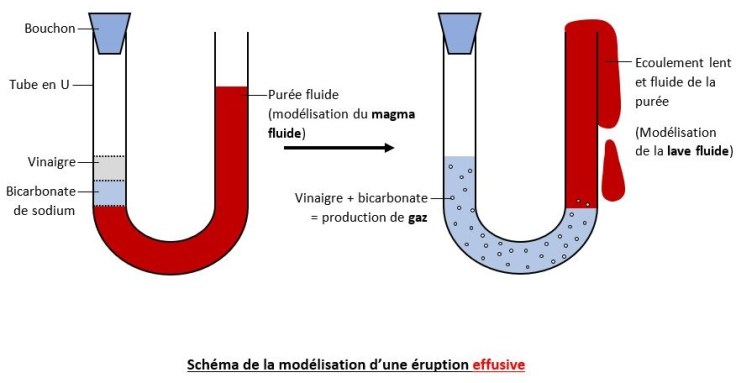 Bouchon
Tube en U
Vinaigre
Bicarbonate
de sodium
Purée fluide
(modélisation du magma
fluide)
Vinaigre + bicarbonate
= production de gaz
Ecoulement lent
et fluide de la
purée
(Modélisation
de la lave fluide)
Schéma de la modélisation d’une éruption effusive